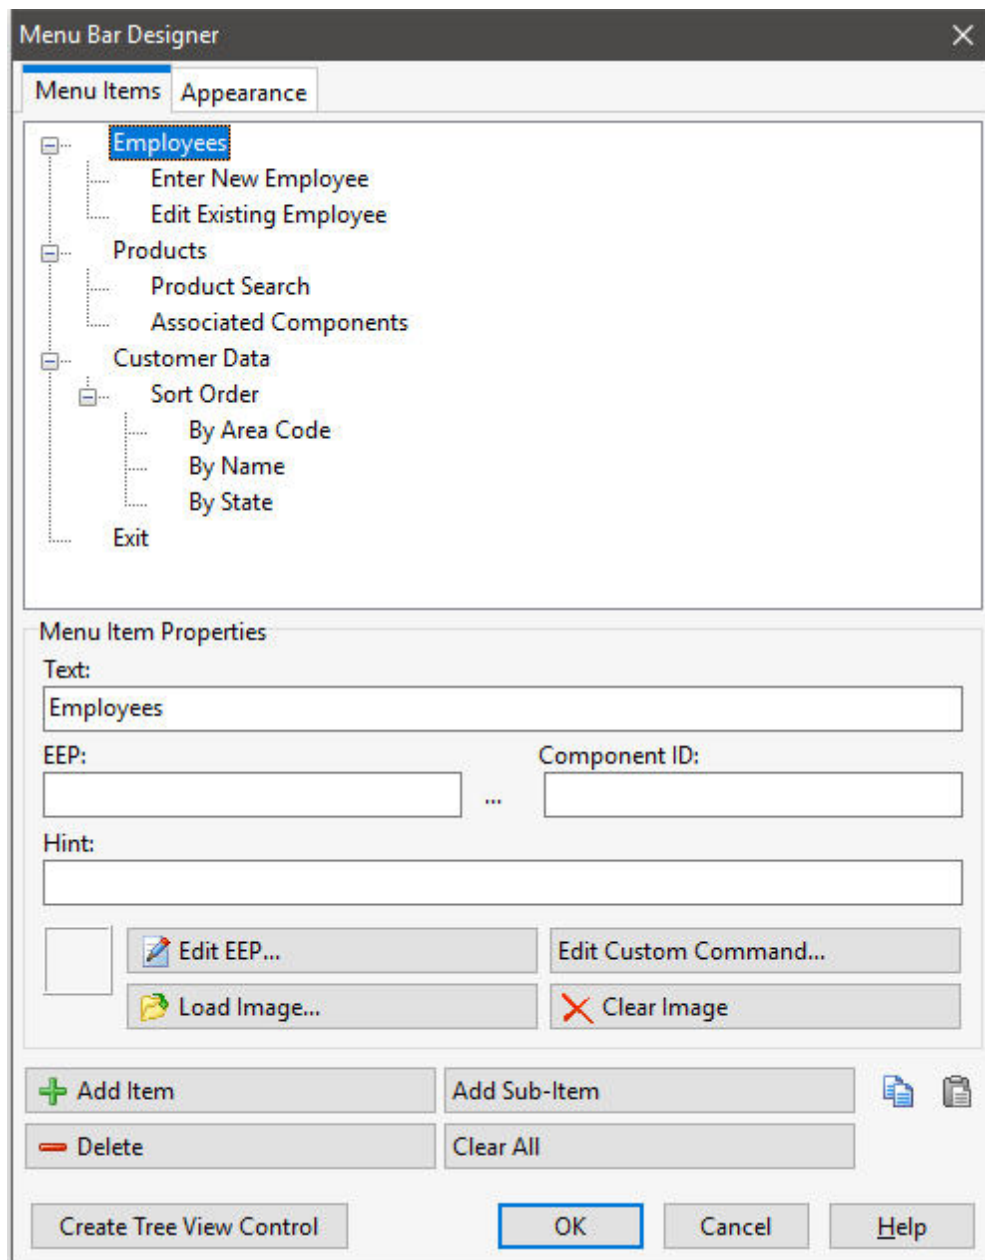 Menu Bar Designer
Menu Items Appearance
Employees
Enter New Employee
Edit Existing Employee
Products
Product Search
Associated Components
Customer Data
Sort Order
By Area Code
By Name
By State
Exit
Menu Item Properties
Text:
Employees
EEP: Component ID:
...
Hint:
Edit EEP... Edit Custom Command...
Load Image... Clear Image
Add Item Add Sub-Item
Delete Clear All
Create Tree View Control OK Cancel Help